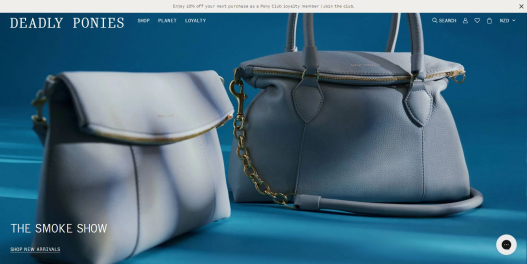 Enjoy 10% off your next purchase as a Pony Club loyalty member | Join the Club
DEADLY PONIES SHOP PLANET LOYALTY SEARCH NZD
THE SMOKE SHOW
SHOP NEW ARRIVALS